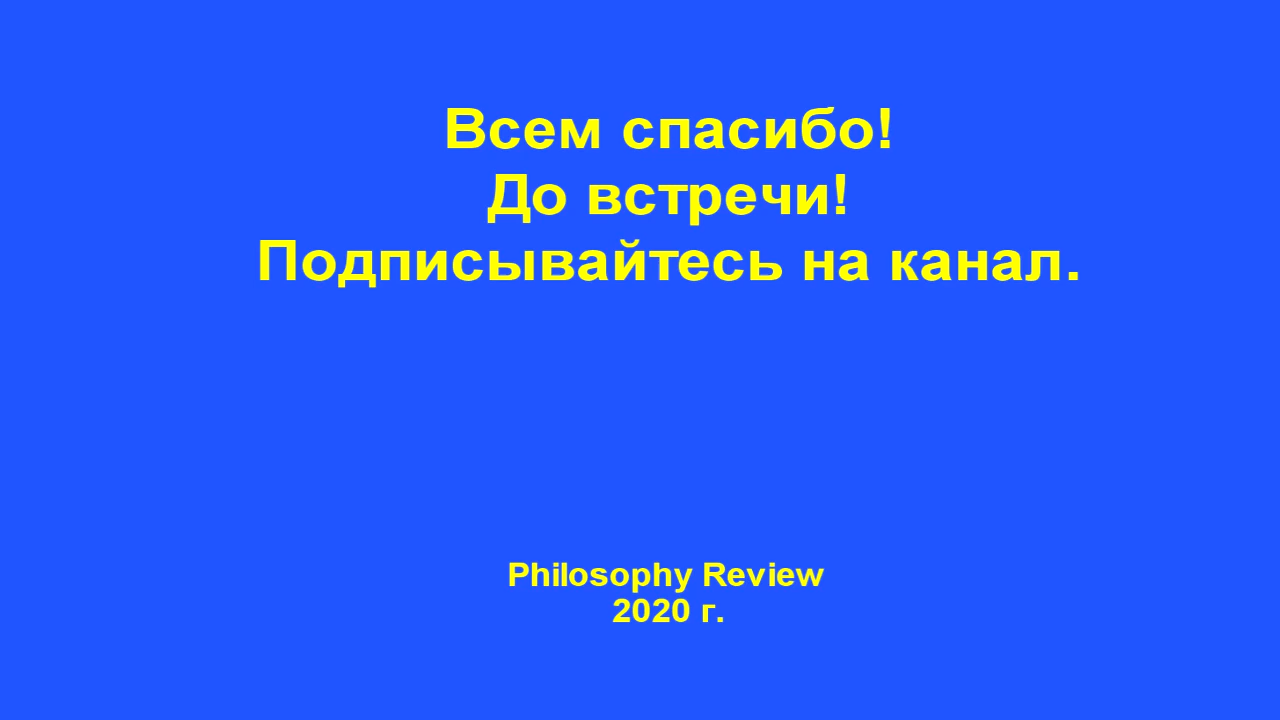 Всем спасибо!
До встречи!
Подписывайтесь на канал.
Philosophy Review
2020 г.